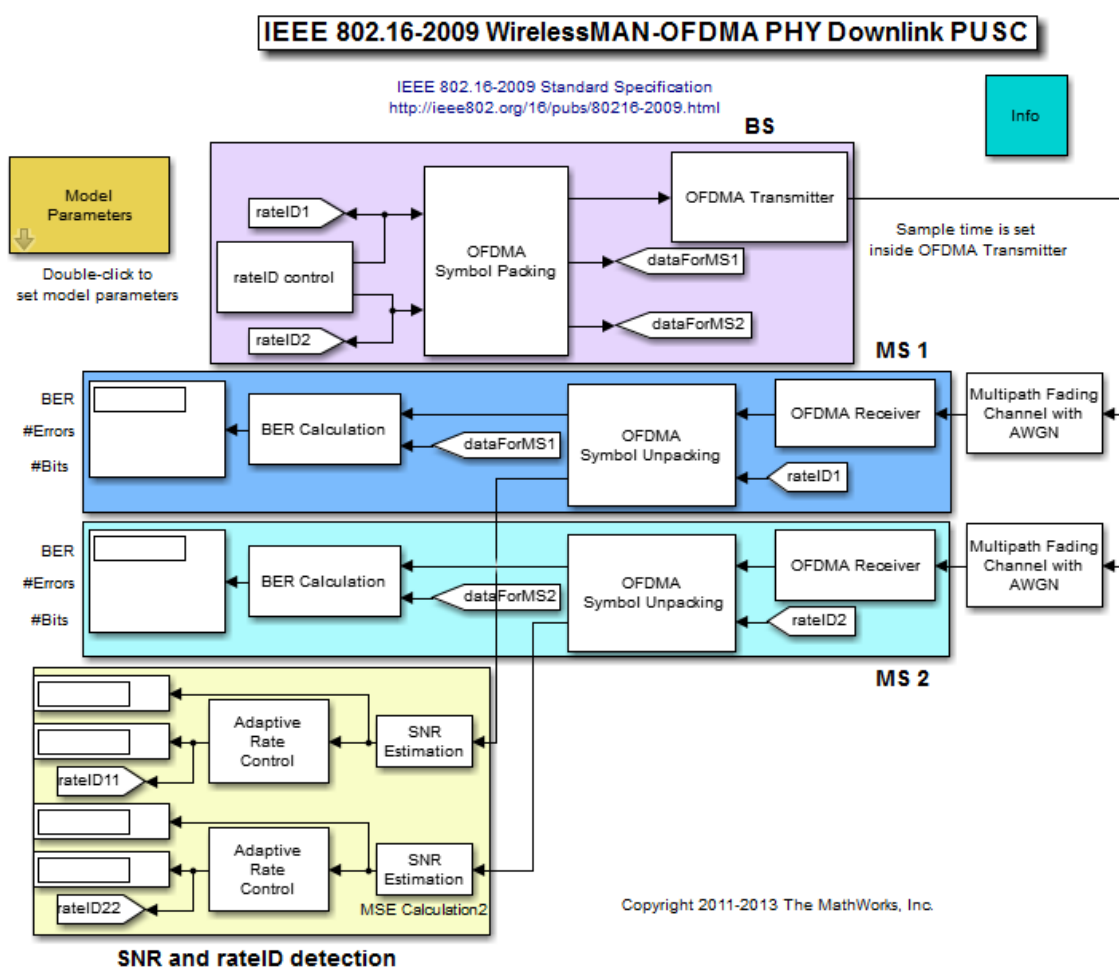 IEEE 802.16-2009 WirelessMAN-OFDMA PHY Downlink PUSC
IEEE 802.16-2009 Standard Specification
http://ieee802.org/16/pubs/80216-2009.html
Info
BS
Model
Parameters
Double-click to
set model parameters
rateID1
rateID control
rateID2
OFDMA
Symbol Packing
OFDMA Transmitter
dataForMS1
dataForMS2
Sample time is set
inside OFDMA Transmitter
MS 1
BER
#Errors
#Bits
BER Calculation
dataForMS1
OFDMA
Symbol Unpacking
OFDMA Receiver
rateID1
Multipath Fading
Channel with
AWGN
BER
#Errors
#Bits
BER Calculation
dataForMS2
OFDMA
Symbol Unpacking
OFDMA Receiver
rateID2
Multipath Fading
Channel with
AWGN
MS 2
Adaptive
Rate
Control
SNR
Estimation
rateID11
Adaptive
Rate
Control
SNR
Estimation
rateID22
MSE Calculation2
Copyright 2011-2013 The MathWorks, Inc.
SNR and rateID detection